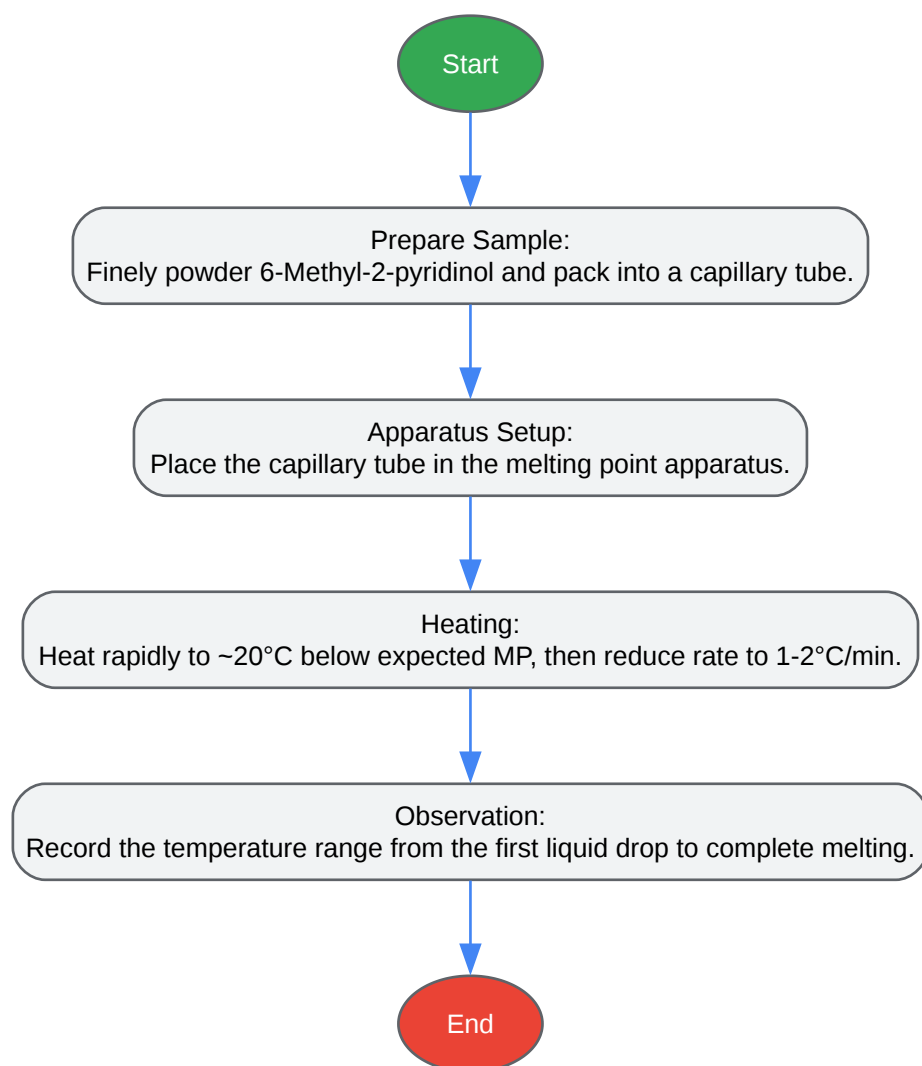 Start
Prepare Sample:
Finely powder 6-Methyl-2-pyridinol and pack into a capillary tube.
Apparatus Setup:
Place the capillary tube in the melting point apparatus.
Heating:
Heat rapidly to ~20°C below expected MP, then reduce rate to 1-2°C/min.
Observation:
Record the temperature range from the first liquid drop to complete melting.
End